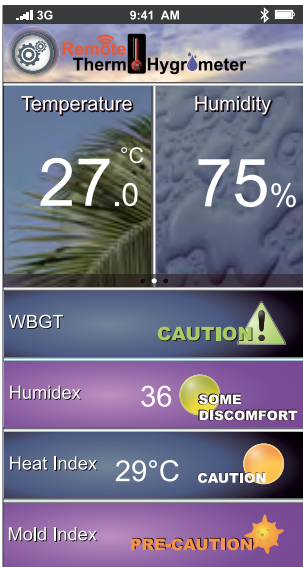 3G 9:41 AM
Remote
Therm Hygrometer
Temperature Humidity
27.0 °C 75%
WBGT CAUTION!
Humidex 36 SOME
DISCOMFORT
Heat Index 29°C CAUTION
Mold Index PRE-CAUTION